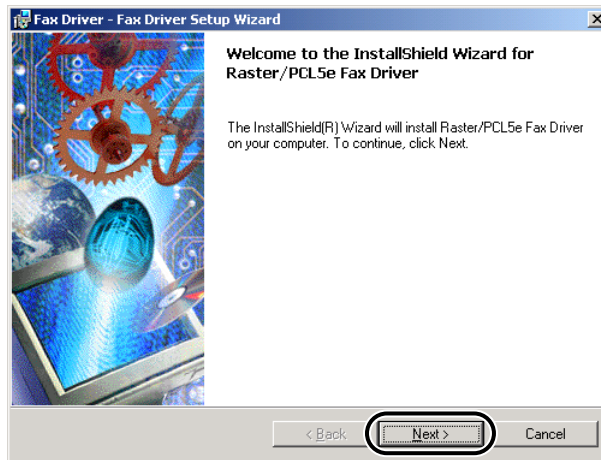 Fax Driver - Fax Driver Setup Wizard
Welcome to the InstallShield Wizard for
Raster/PCL5e Fax Driver
The InstallShield(R) Wizard will install Raster/PCL5e Fax Driver
on your computer. To continue, click Next.
< Back Next > Cancel